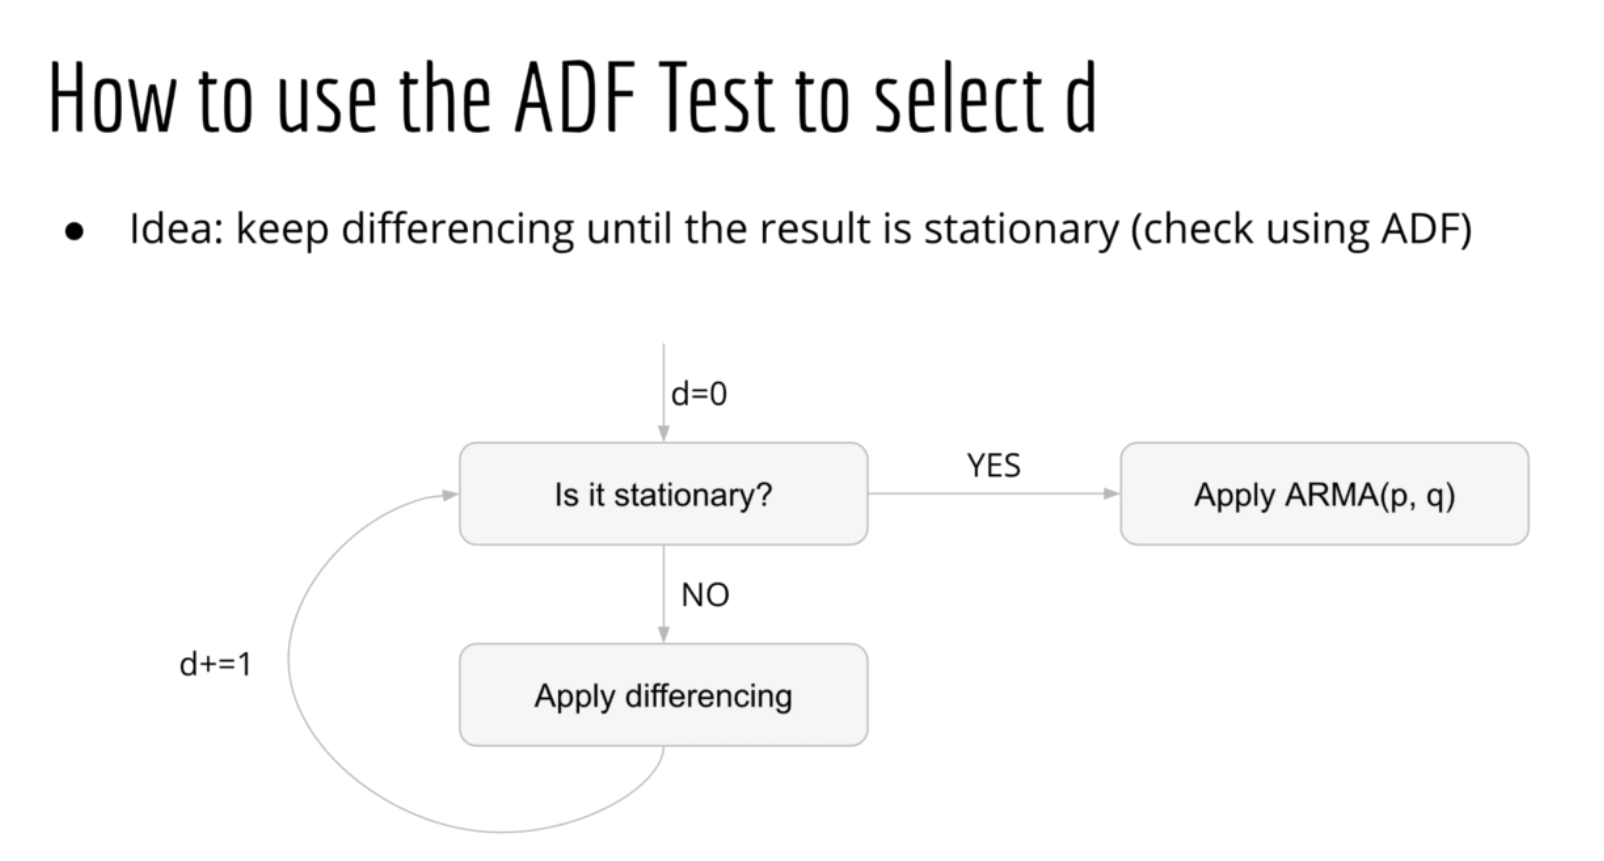 How to use the ADF Test to select d
● Idea: keep differencing until the result is stationary (check using ADF)
d=0
Is it stationary?
YES
Apply ARMA(p, q)
NO
d+=1
Apply differencing